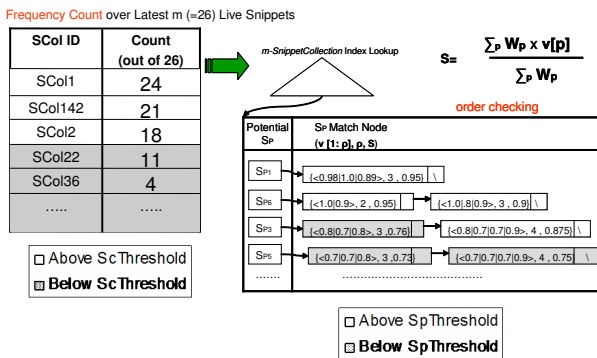 Frequency Count over Latest m (=26) Live Snippets
SCol ID Count (out of 26)
SCol1 24
SCol142 21
SCol2 18
SCol22 11
SCol36 4
..... .....
Above ScThreshold
Below ScThreshold
m-SnippetCollection Index Lookup
S= ∑P WP x v[p] / ∑P WP
order checking
Potential SP SP Match Node (v [1: ρ], ρ, S)
SP1 {<0.98|1.0|0.89>, 3 , 0.95} \
SP6 {<1.0|0.9>, 2 , 0.95} {<1.0|.8|0.9>, 3 , 0.9} \
SP3 {<0.8|0.7|0.8>, 3 ,0.76} {<0.8|0.7|0.7|0.9>, 4 , 0.875} \
SP5 {<0.7|0.7|0.8>, 3 ,0.73} {<0.7|0.7|0.7|0.9>, 4 , 0.75} \
....... ......................................
Above SpThreshold
Below SpThreshold